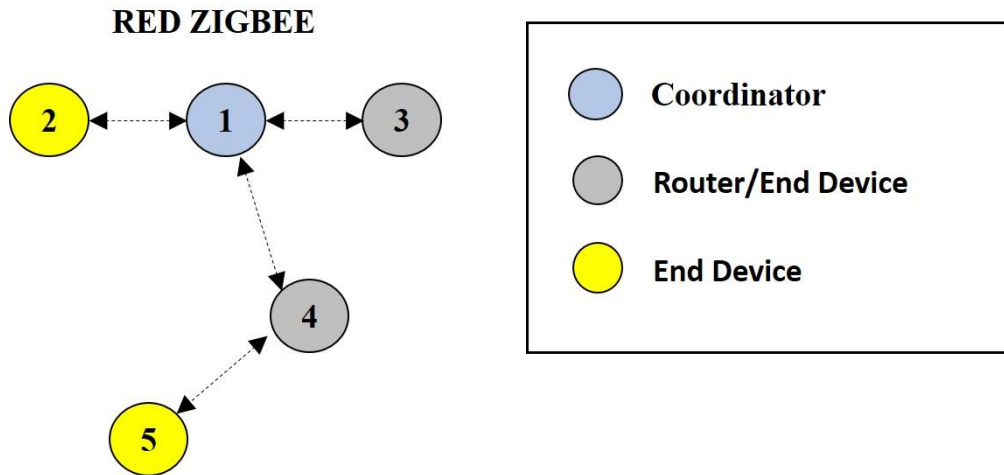 RED ZIGBEE
2
1
3
4
5
Coordinator
Router/End Device
End Device